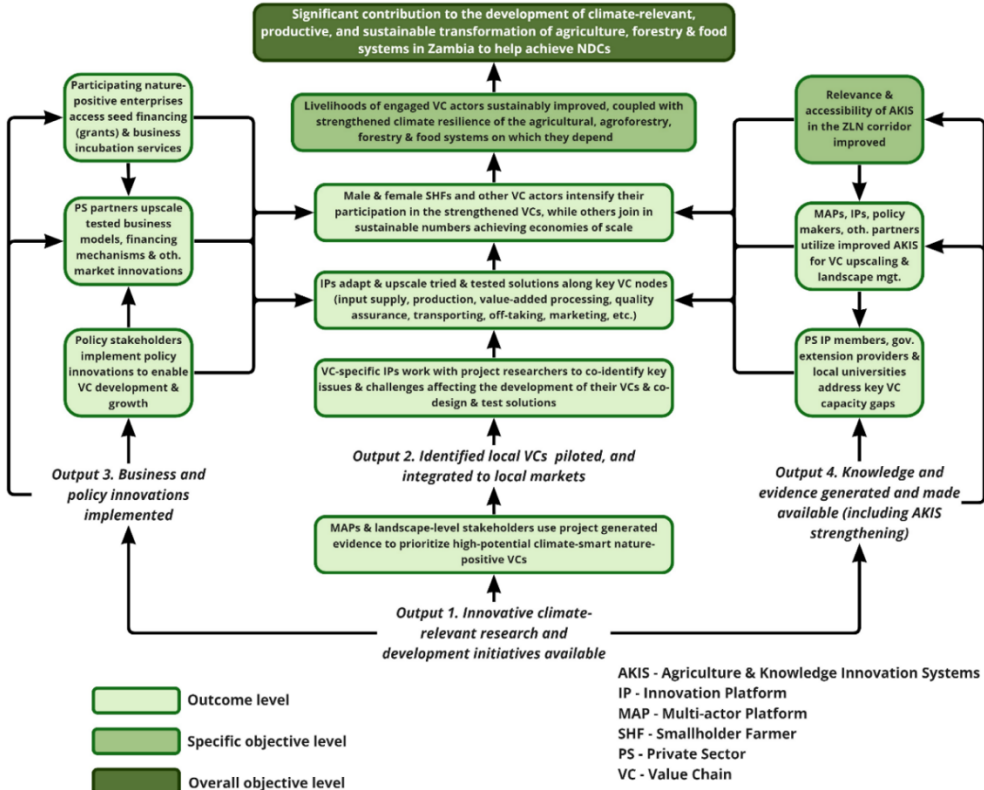 Significant contribution to the development of climate-relevant,
productive, and sustainable transformation of agriculture, forestry & food
systems in Zambia to help achieve NDCs
Participating nature-
positive enterprises
access seed financing
(grants) & business
incubation services
Livelihoods of engaged VC actors sustainably improved, coupled with
strengthened climate resilience of the agricultural, agroforestry,
forestry & food systems on which they depend
Relevance &
accessibility of AKIS
in the ZLN corridor
improved
PS partners upscale
tested business
models, financing
mechanisms & oth.
market innovations
Male & female SHFs and other VC actors intensify their
participation in the strengthened VCs, while others join in
sustainable numbers achieving economies of scale
MAPs, IPs, policy
makers, oth. partners
utilize improved AKIS
for VC upscaling &
landscape mgt.
IPs adapt & upscale tried & tested solutions along key VC nodes
(input supply, production, value-added processing, quality
assurance, transporting, off-taking, marketing, etc.)
Policy stakeholders
implement policy
innovations to enable
VC development &
growth
VC-specific IPs work with project researchers to co-identify key
issues & challenges affecting the development of their VCs & co-
design & test solutions
PS IP members, gov.
extension providers &
local universities
address key VC
capacity gaps
Output 3. Business and
policy innovations
implemented
Output 2. Identified local VCs piloted, and
integrated to local markets
Output 4. Knowledge and
evidence generated and made
available (including AKIS
strengthening)
MAPs & landscape-level stakeholders use project generated
evidence to prioritize high-potential climate-smart nature-
positive VCs
Output 1. Innovative climate-
relevant research and
development initiatives available
Outcome level
Specific objective level
Overall objective level
AKIS - Agriculture & Knowledge Innovation Systems
IP - Innovation Platform
MAP - Multi-actor Platform
SHF - Smallholder Farmer
PS - Private Sector
VC - Value Chain